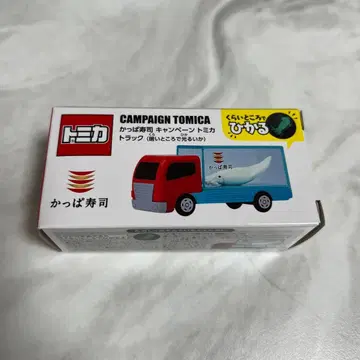 トミカ
CAMPAIGN TOMICA
かっぱ寿司 キャンペーン トミカ
トラック(暗いところで光るいか)
くらいところで
ひかる
かっぱ寿司
かっぱ寿司